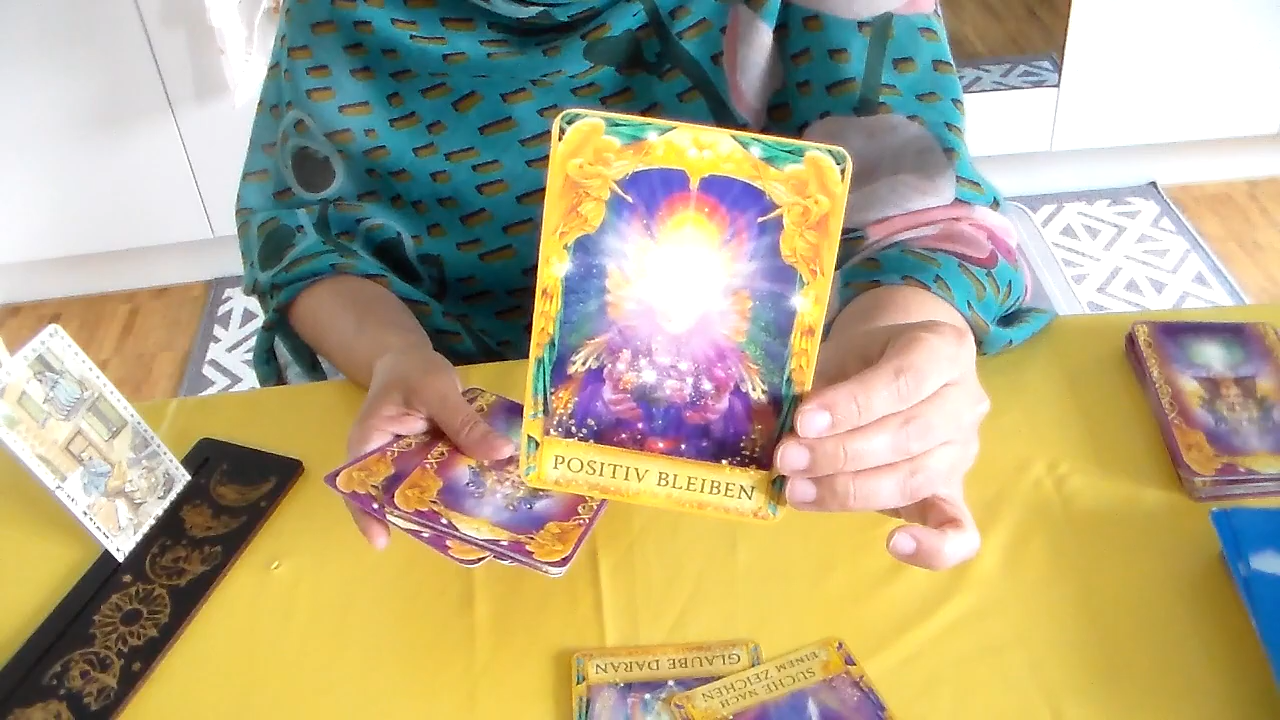 POSITIV BLEIBEN
GLAUBE DARAN
SUCHE NACH
EINEM ZEICHEN